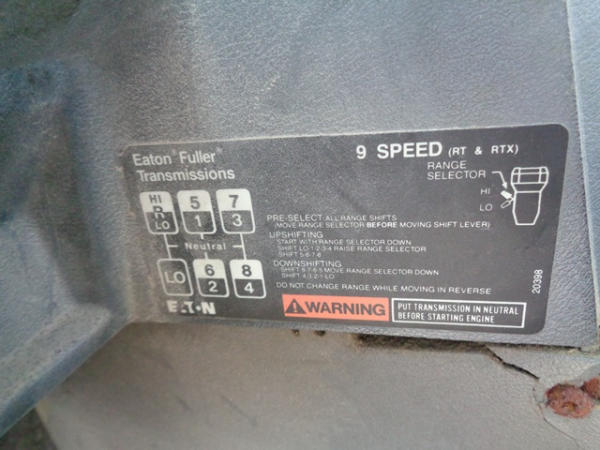 Eaton® Fuller®
Transmissions
9 SPEED (RT & RTX)
RANGE
SELECTOR
HI
LO
HI
R
LO
5
1
7
3
Neutral
LO
6
2
8
4
PRE-SELECT ALL RANGE SHIFTS
(MOVE RANGE SELECTOR BEFORE MOVING SHIFT LEVER)
UPSHIFTING
START WITH RANGE SELECTOR DOWN
SHIFT LO-1-2-3-4 RAISE RANGE SELECTOR
SHIFT 5-6-7-8
DOWNSHIFTING
SHIFT 8-7-6-5 MOVE RANGE SELECTOR DOWN
SHIFT 4-3-2-1-LO
DO NOT CHANGE RANGE WHILE MOVING IN REVERSE
EATON
WARNING
PUT TRANSMISSION IN NEUTRAL
BEFORE STARTING ENGINE
20398